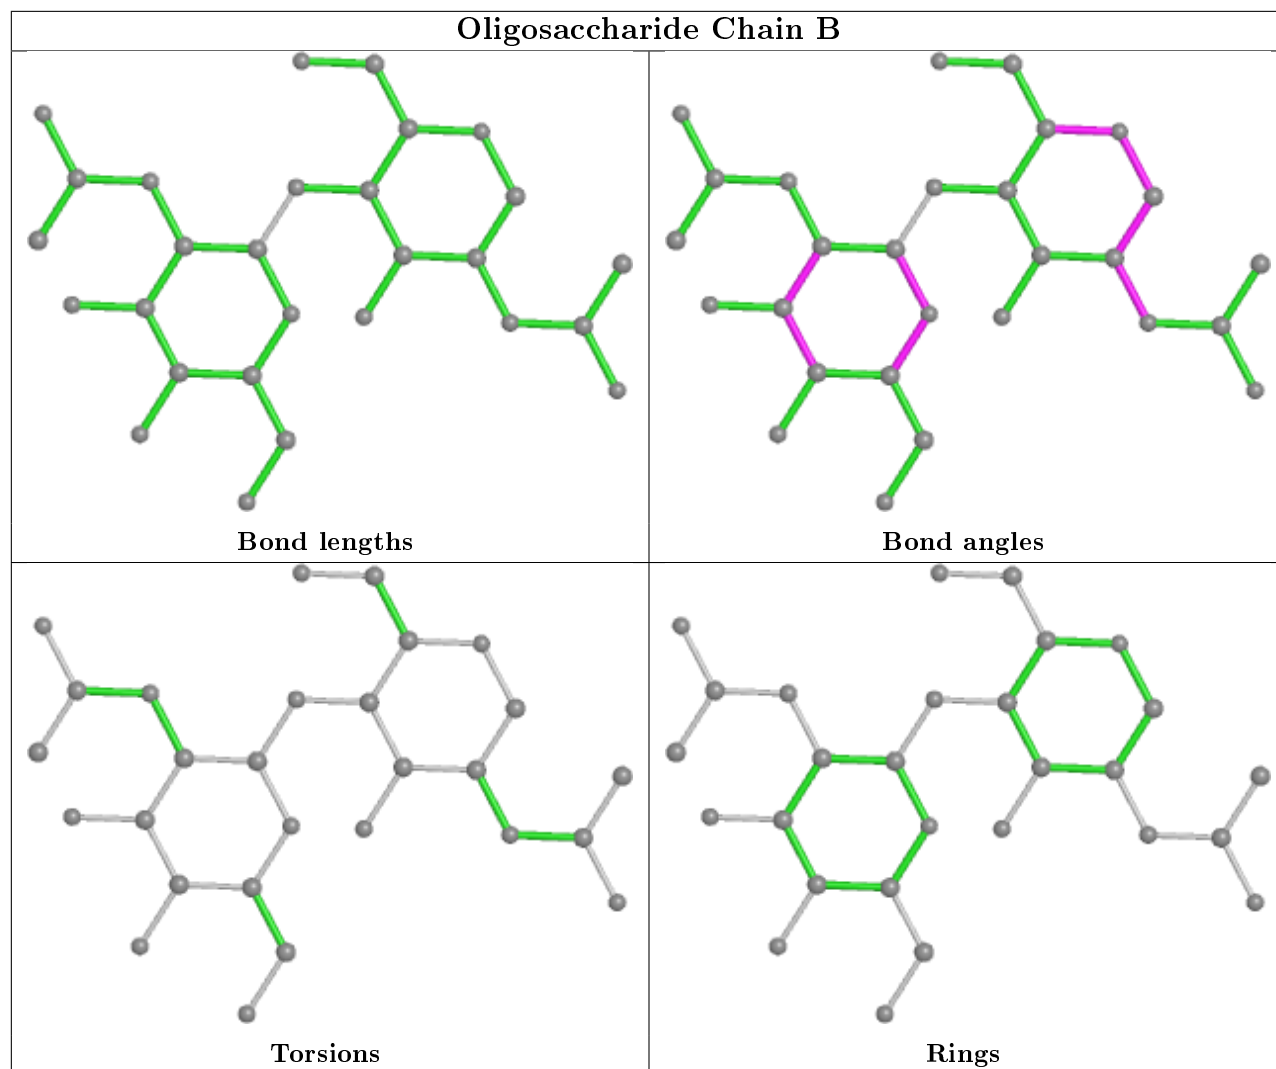 Oligosaccharide Chain B
Bond lengths
Bond angles
Torsions
Rings